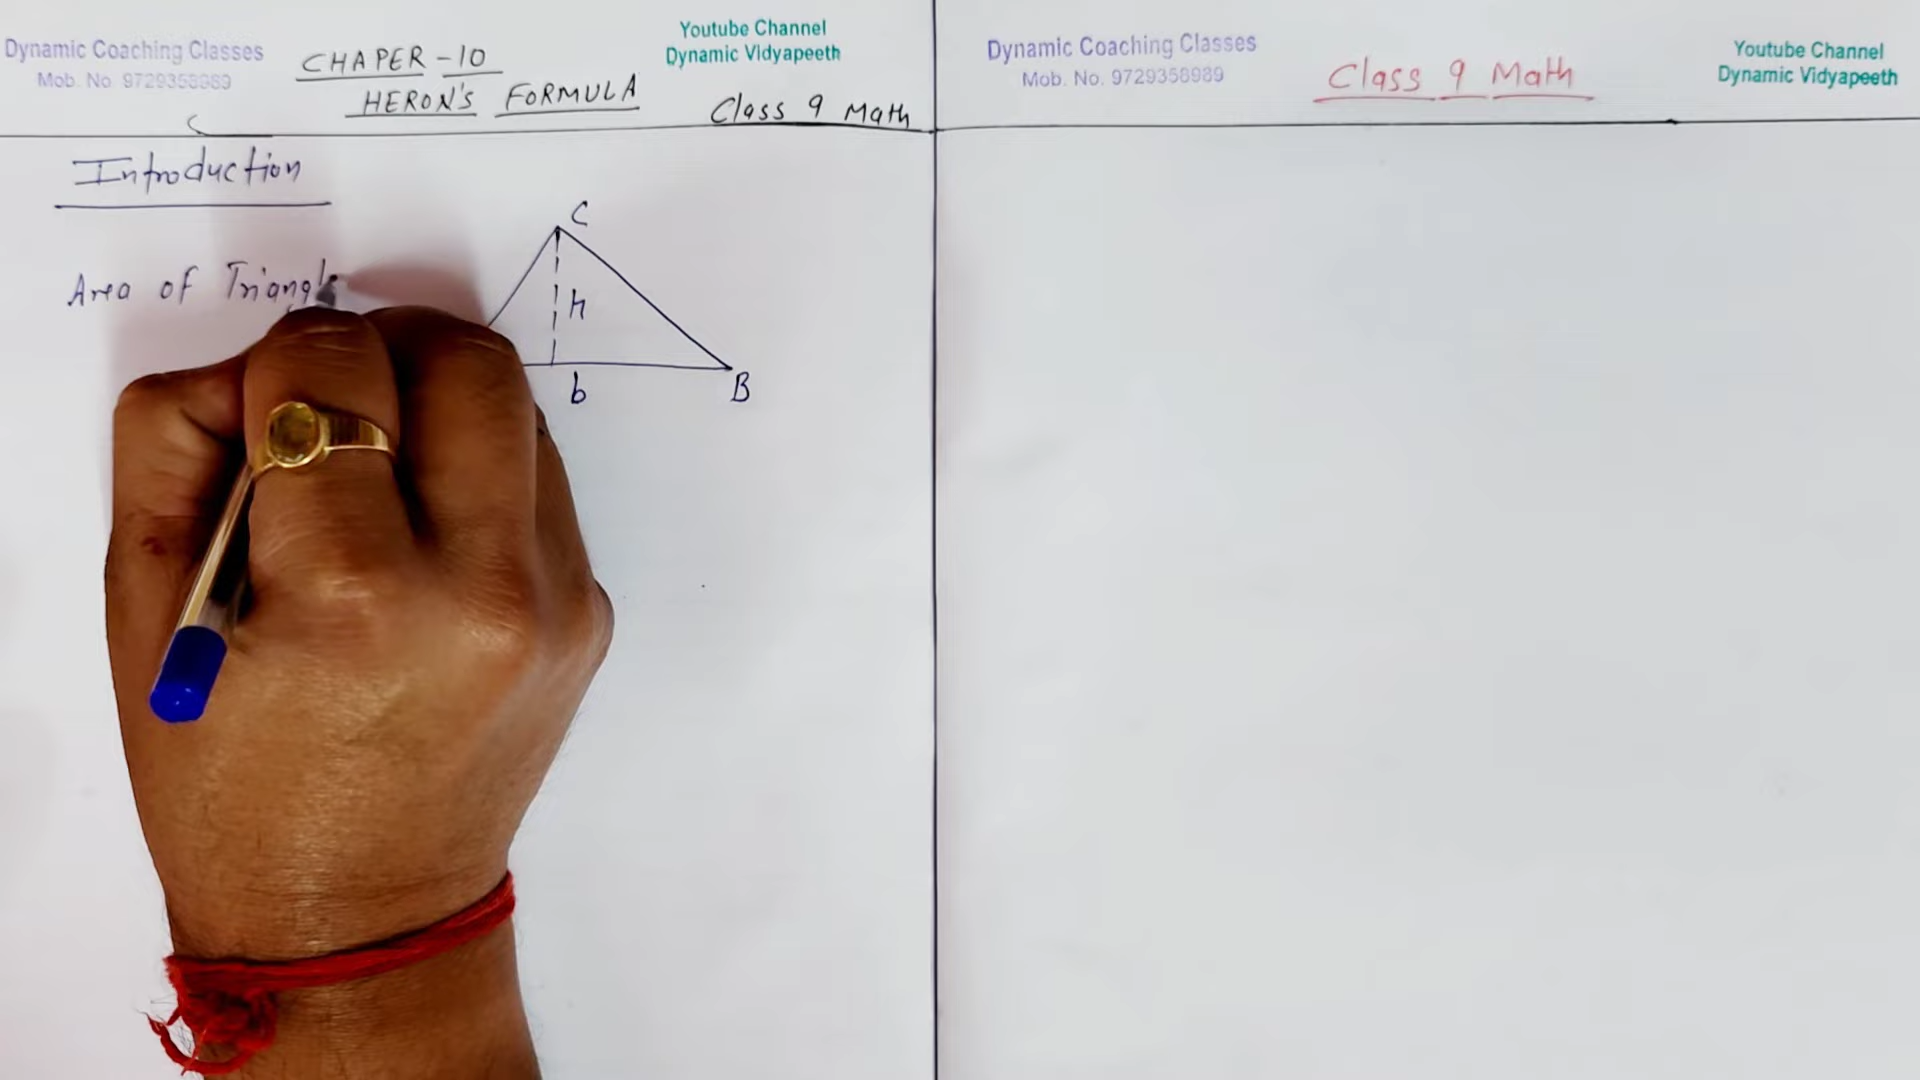 Dynamic Coaching Classes
Mob. No. 9729358989
CHAPER-10
HERON'S FORMULA
Youtube Channel
Dynamic Vidyapeeth
Class 9 Math
Introduction
Area of Triangle
C
h
b
B
Dynamic Coaching Classes
Mob. No. 9729358989
Class 9 Math
Youtube Channel
Dynamic Vidyapeeth